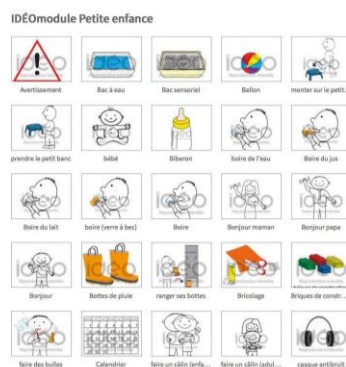 IDÉOmodule Petite enfance
Avertissement
Bac à eau
Bac sensoriel
Ballon
monter sur le petit.
prendre le petit banc
bébé
Biberon
boire de l'eau
Boire du jus
Boire du lait
boire (verre à bec)
Boire
Bonjour maman
Bonjour papa
Bonjour
Bottes de pluie
ranger ses bottes
Bricolage
Briques de constr...
faire des bulles
Calendrier
faire un câlin (enfa...
faire un câlin (adul...
casque antibruit